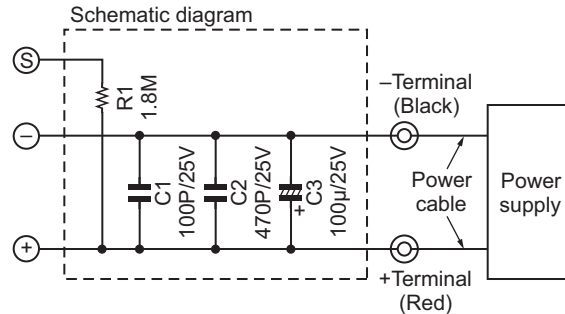 Schematic diagram
S
R1
1.8M
–Terminal
(Black)
–
C1
100P/25V
C2
470P/25V
+
C3
100µ/25V
Power
cable
Power
supply
+
+Terminal
(Red)